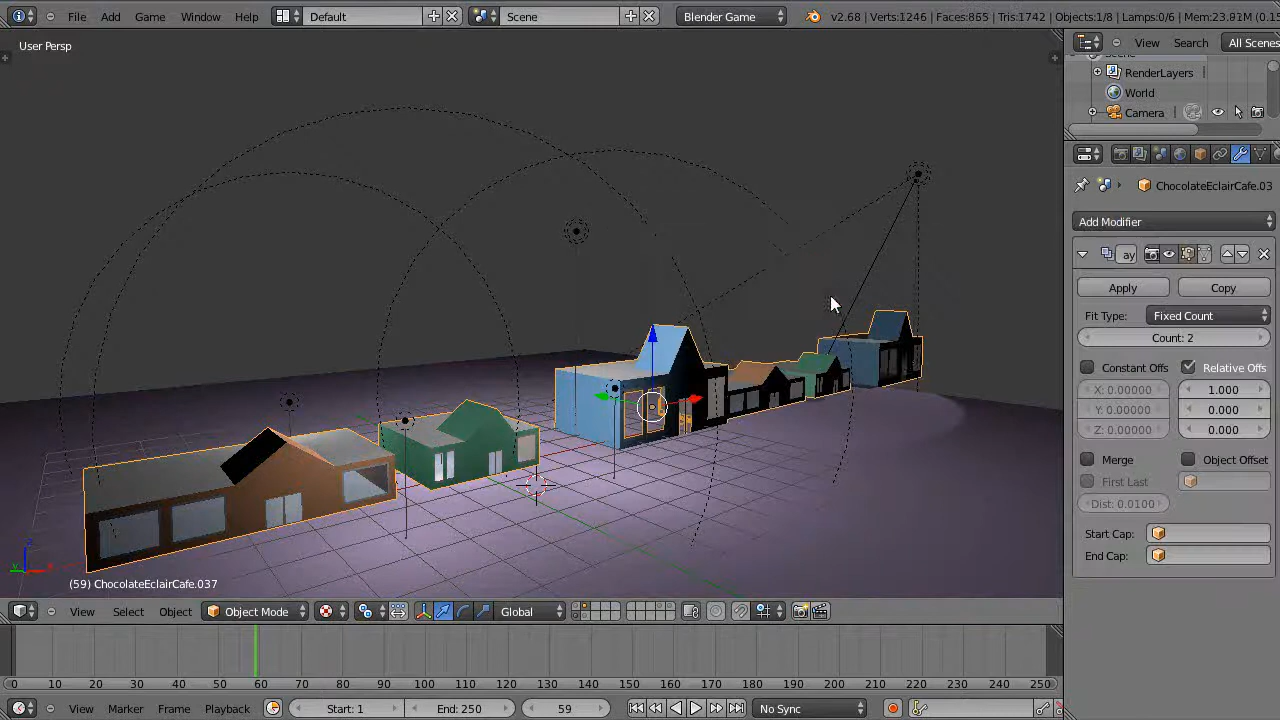 File Add Game Window Help Default Scene Blender Game v2.68 | Verts:1246 | Faces:865 | Tris:1742 | Objects:1/8 | Lamps:0/6 | Mem:23.81M (0.1
User Persp
View Search All Scenes
RenderLayers
World
Camera
ChocolateEclairCafe.03
Add Modifier
ay
Apply Copy
Fit Type: Fixed Count
Count: 2
Constant Offs Relative Offs
X: 0.00000 1.000
Y: 0.00000 0.000
Z: 0.00000 0.000
Merge Object Offset
First Last
Dist: 0.0100
Start Cap:
End Cap:
(59) ChocolateEclairCafe.037
View Select Object Object Mode Global
0 10 20 30 40 50 60 70 80 90 100 110 120 130 140 150 160 170 180 190 200 210 220 230 240 250
View Marker Frame Playback Start: 1 End: 250 59 No Sync